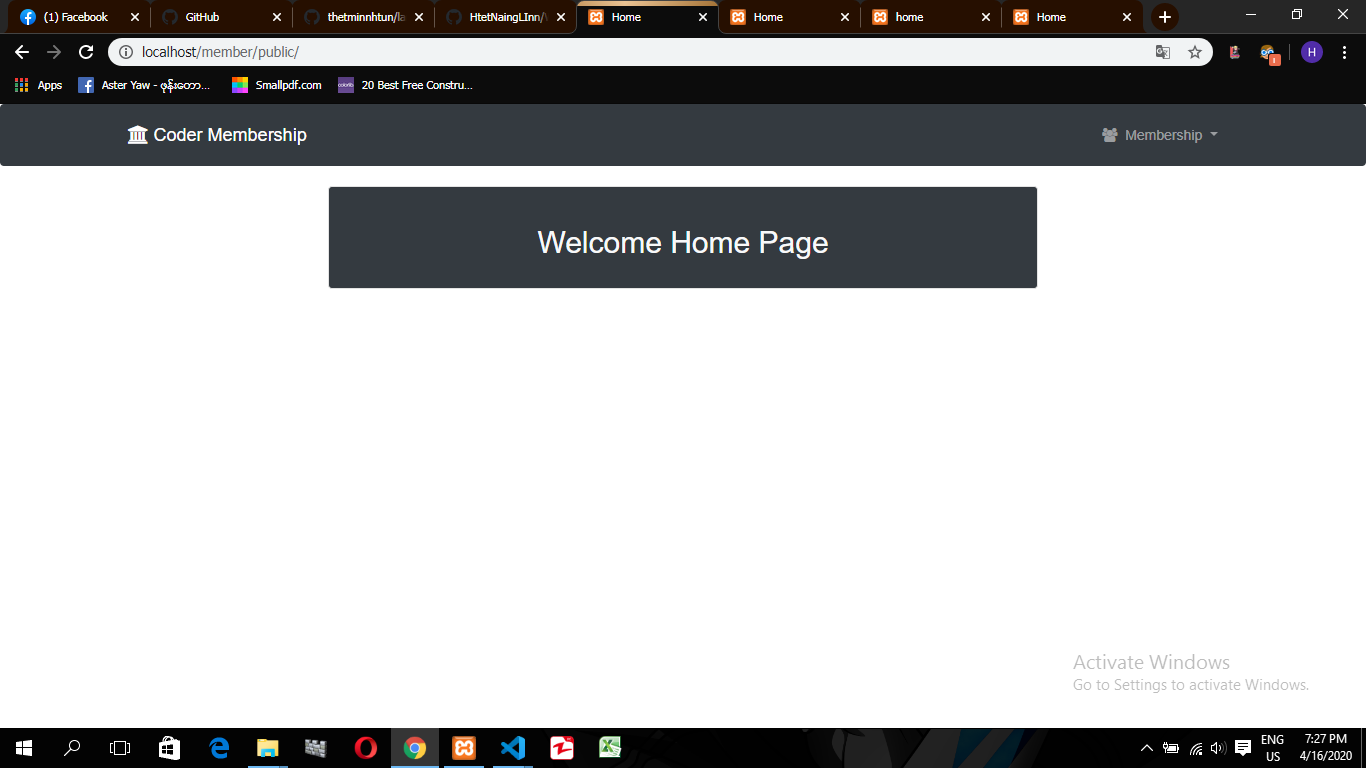 (1) Facebook
GitHub
thetminnhtun/la
HtetNaingLInn/
Home
Home
home
Home
localhost/member/public/
H
Apps
Aster Yaw - ဖုန်းဘော...
Smallpdf.com
20 Best Free Constru...
Coder Membership
Membership
Welcome Home Page
Activate Windows
Go to Settings to activate Windows.
ENG
US
7:27 PM
4/16/2020